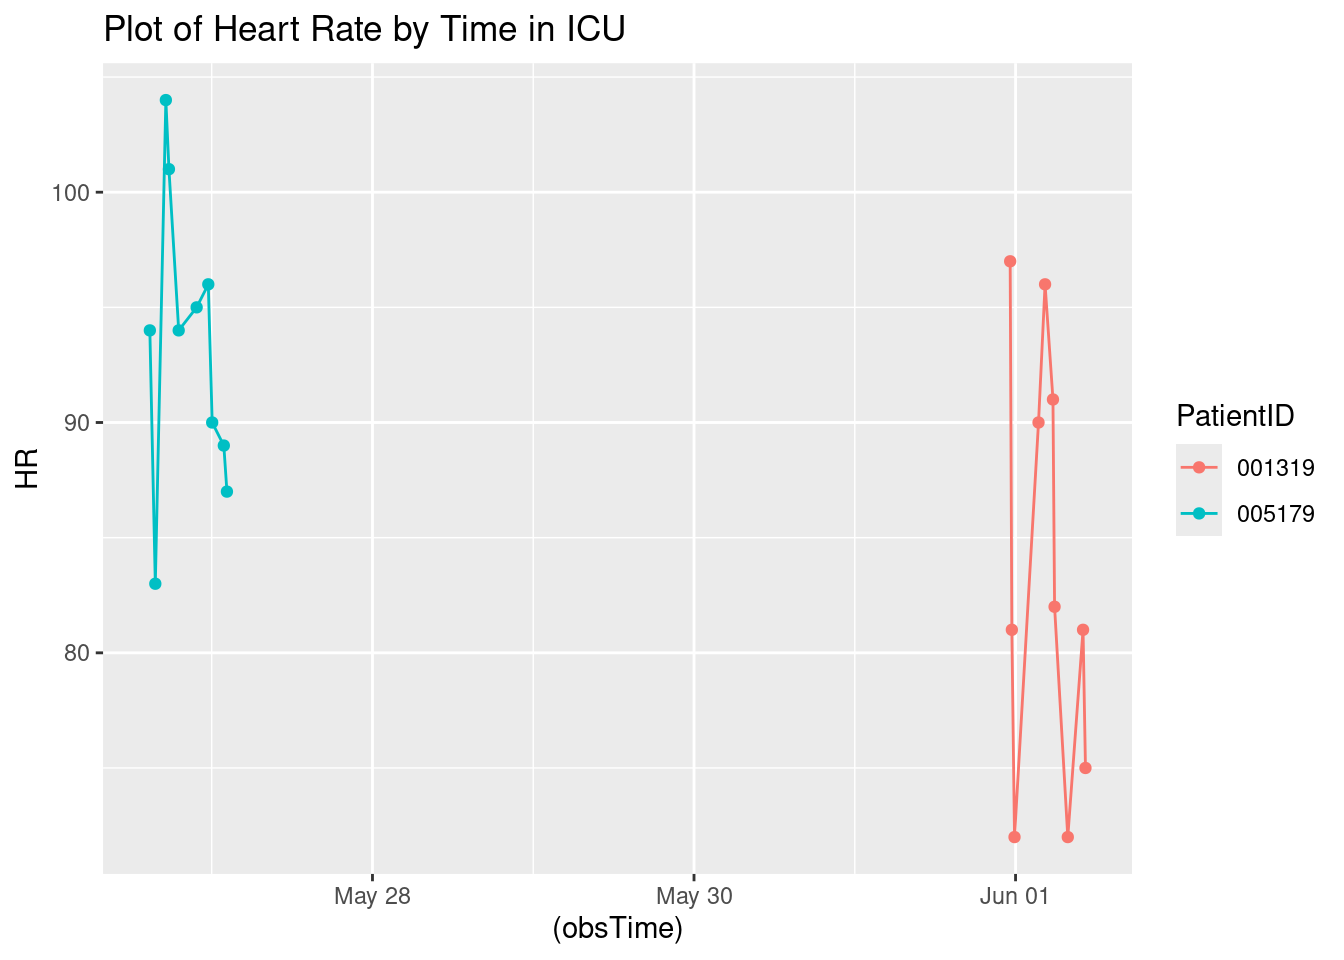 Plot of Heart Rate by Time in ICU
100
90
80
HR
May 28
May 30
Jun 01
(obsTime)
PatientID
001319
005179